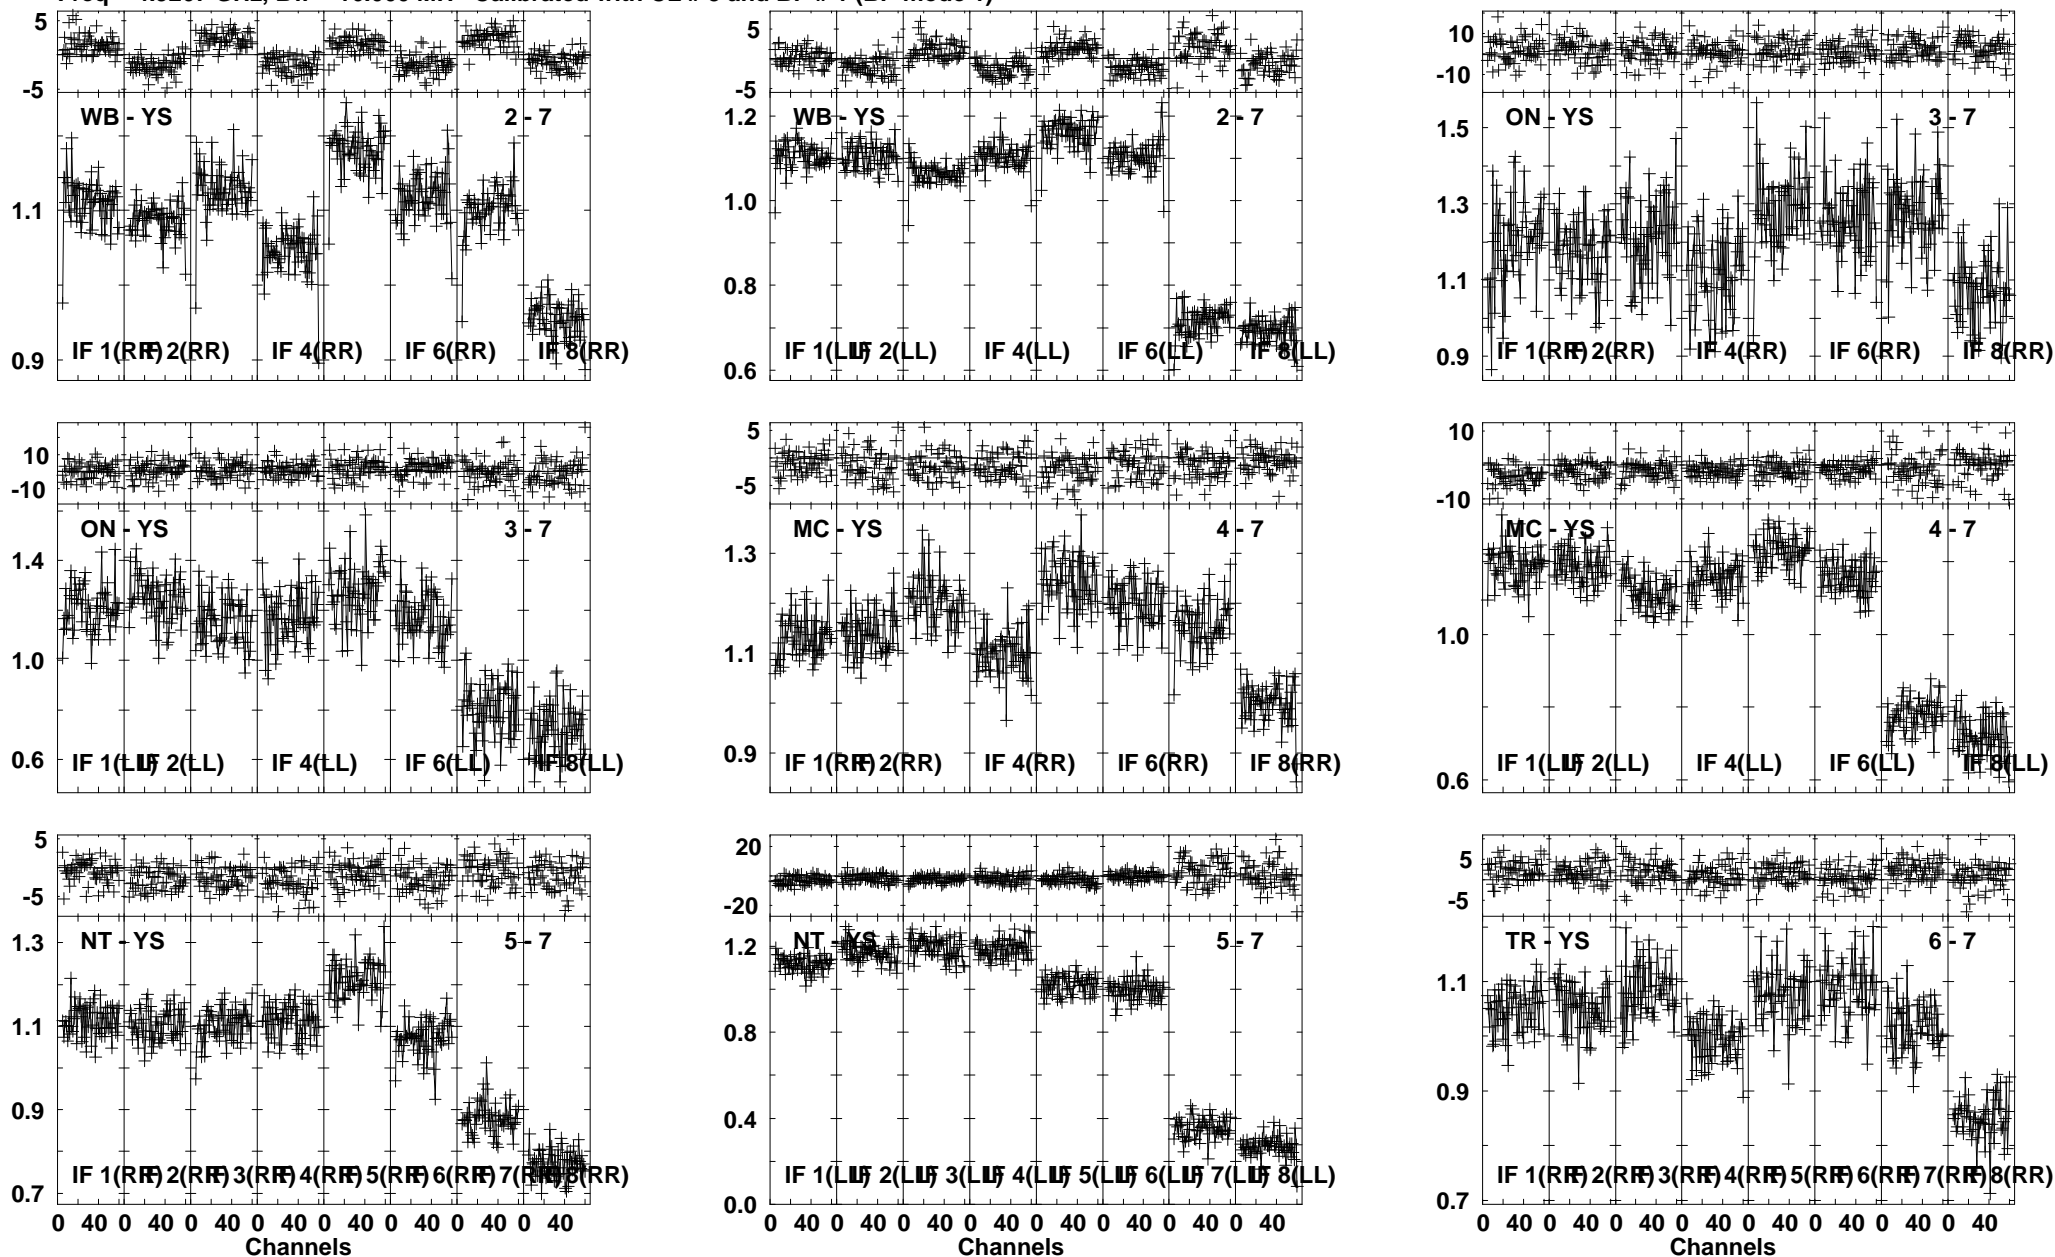 5 5 10
-5 -5 -10
WB - YS 2 - 7 WB - YS 2 - 7 ON - YS 3 - 7
1.1 0.9
1.2 1.0 0.8 0.6
1.5 1.3 1.1 0.9
IF 1(RR) IF 2(RR) IF 4(RR) IF 6(RR) IF 8(RR)
IF 1(LL) IF 2(LL) IF 4(LL) IF 6(LL) IF 8(LL)
IF 1(RR) IF 2(RR) IF 4(RR) IF 6(RR) IF 8(RR)
10 5 10
-10 -5 -10
ON - YS 3 - 7 MC - YS 4 - 7 MC - YS 4 - 7
1.4 1.0 0.6
1.3 1.1 0.9
1.0 0.6
IF 1(LL) IF 2(LL) IF 4(LL) IF 6(LL) IF 8(LL)
IF 1(RR) IF 2(RR) IF 4(RR) IF 6(RR) IF 8(RR)
IF 1(LL) IF 2(LL) IF 4(LL) IF 6(LL) IF 8(LL)
5 20 5
-5 -20 -5
NT - YS 5 - 7 NT - YS 5 - 7 TR - YS 6 - 7
1.3 1.1 0.9 0.7
1.2 0.8 0.4 0.0
1.1 0.9 0.7
IF 1(RR) IF 2(RR) IF 3(RR) IF 4(RR) IF 5(RR) IF 6(RR) IF 7(RR) IF 8(RR)
IF 1(LL) IF 2(LL) IF 3(LL) IF 4(LL) IF 5(LL) IF 6(LL) IF 7(LL) IF 8(LL)
IF 1(RR) IF 2(RR) IF 3(RR) IF 4(RR) IF 5(RR) IF 6(RR) IF 7(RR) IF 8(RR)
0 40 0 40 0 40 0 40 0 40 0 40 0 40 0 40
0 40 0 40 0 40 0 40 0 40 0 40 0 40 0 40
0 40 0 40 0 40 0 40 0 40 0 40 0 40 0 40
Channels Channels Channels